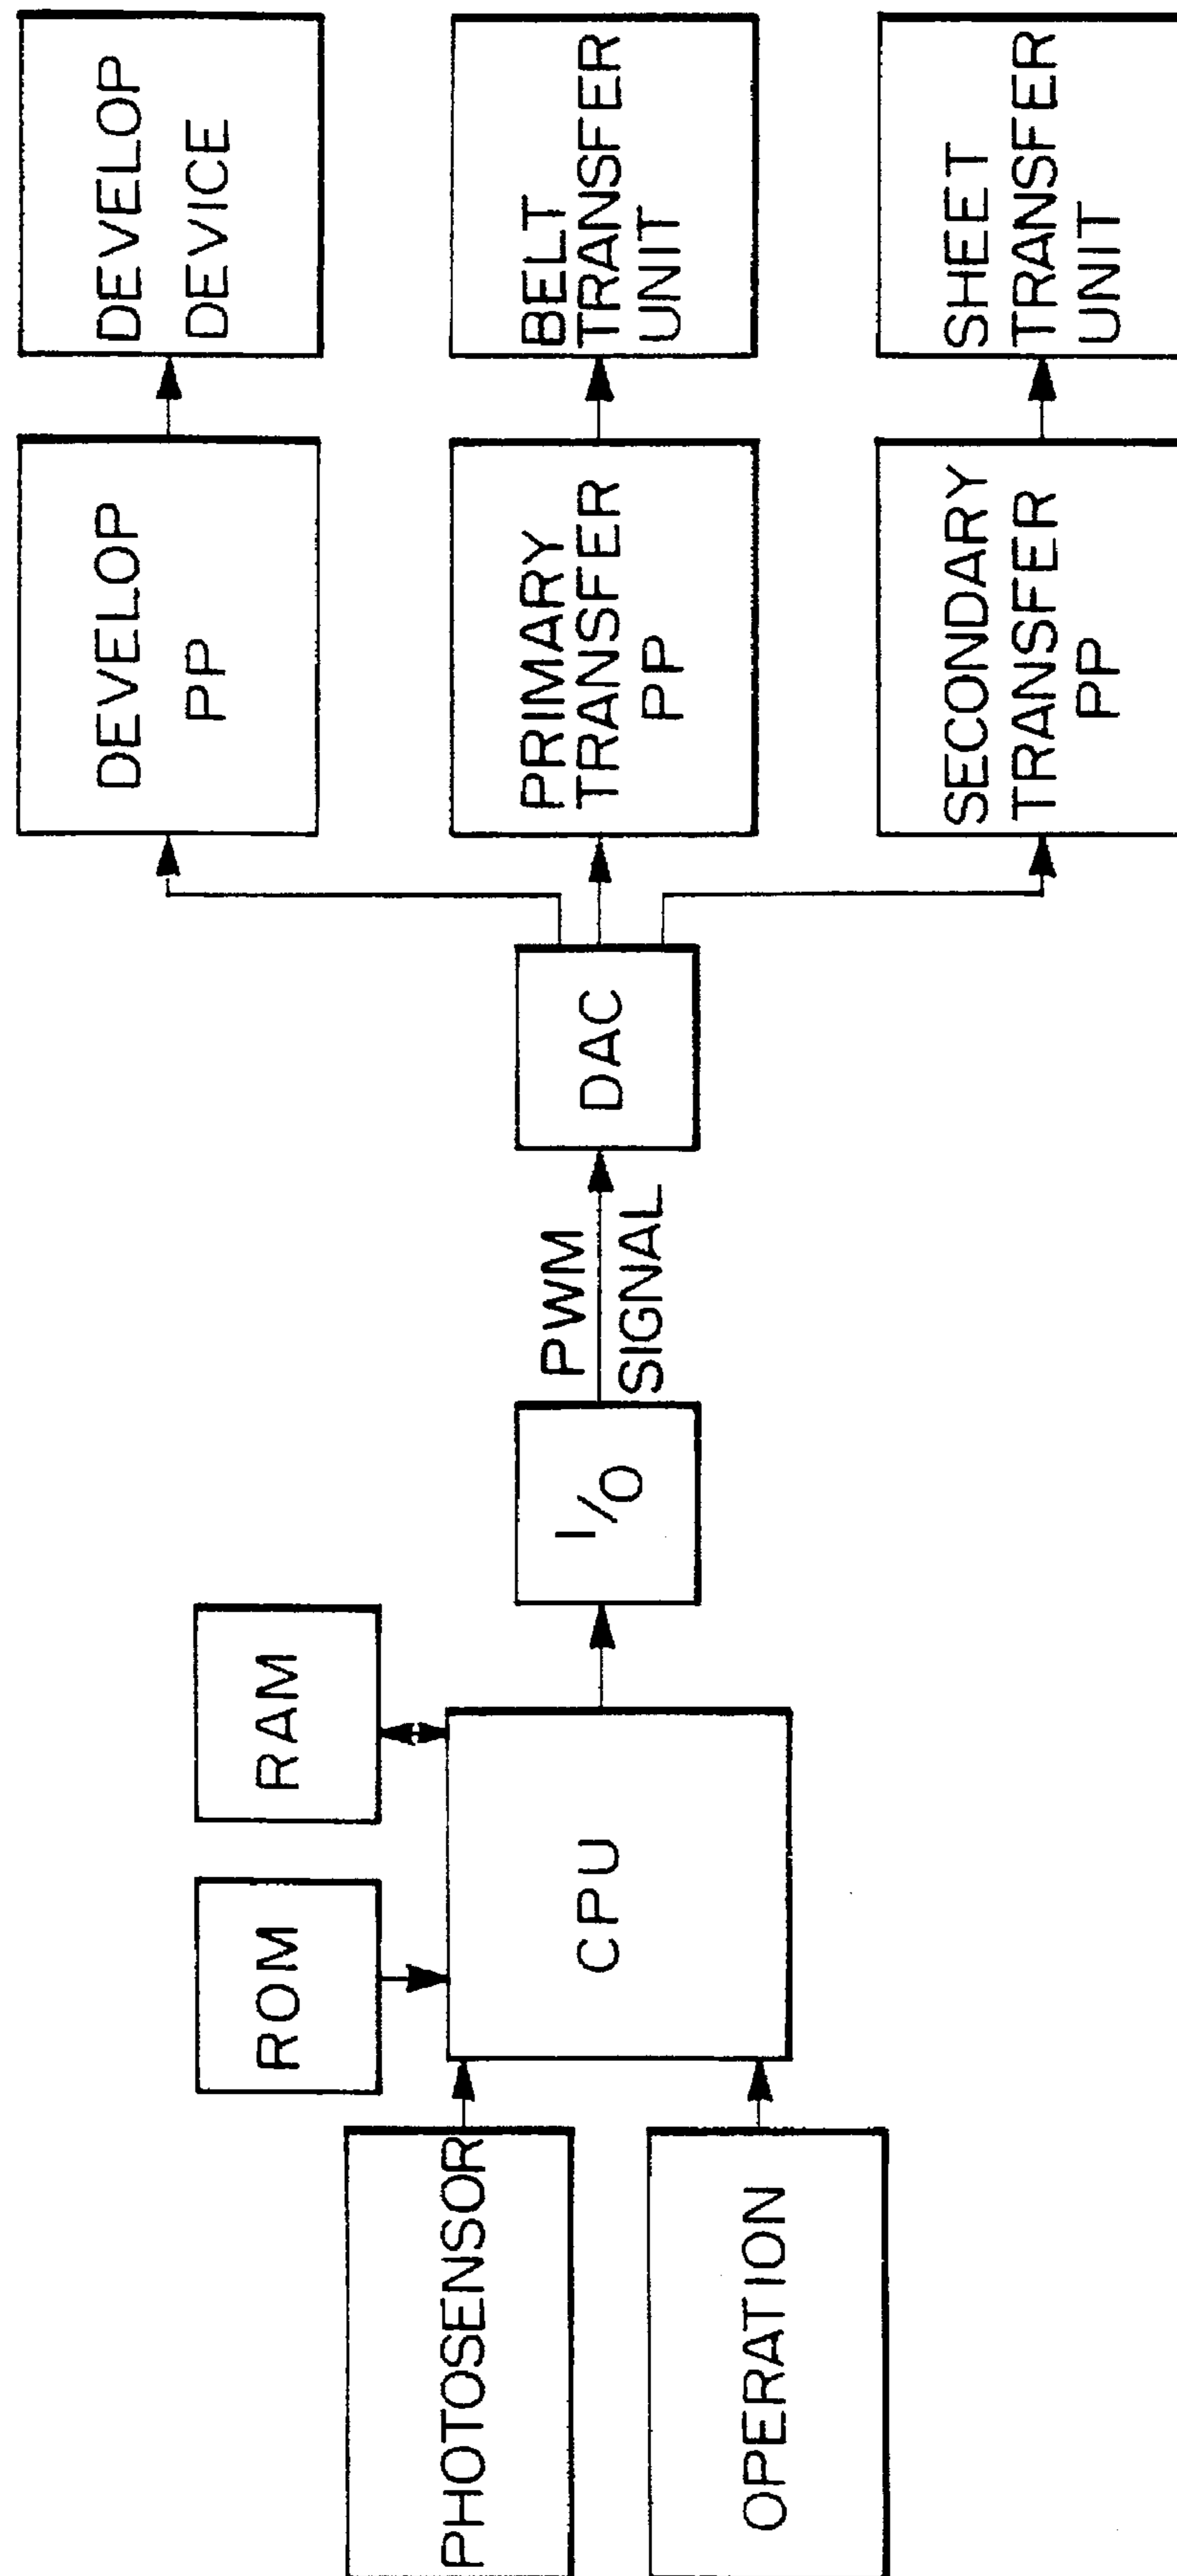 PHOTOSENSOR
OPERATION
ROM
RAM
CPU
I/O
PWM
SIGNAL
DAC
DEVELOP
PP
PRIMARY
TRANSFER
PP
SECONDARY
TRANSFER
PP
DEVELOP
DEVICE
BELT
TRANSFER
UNIT
SHEET
TRANSFER
UNIT